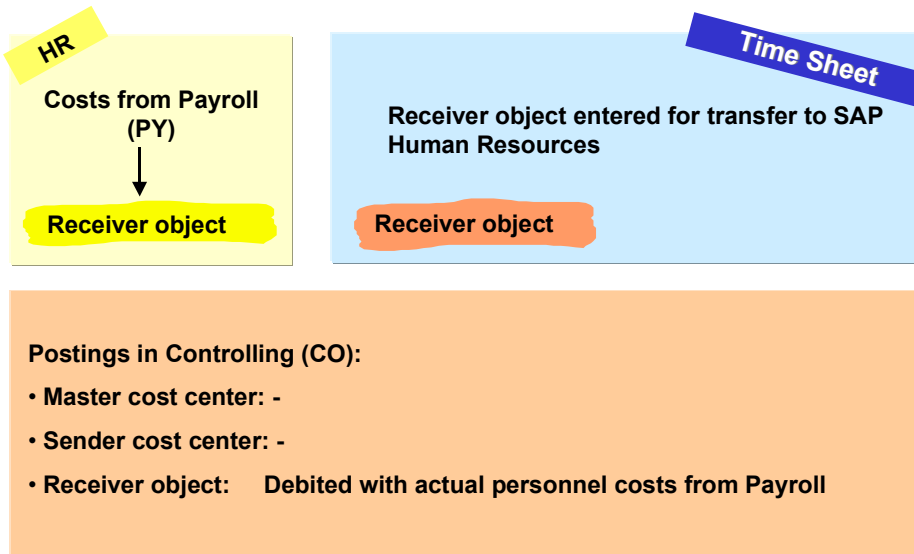 HR
Costs from Payroll
(PY)
Receiver object
Time Sheet
Receiver object entered for transfer to SAP
Human Resources
Receiver object
Postings in Controlling (CO):
• Master cost center: -
• Sender cost center: -
• Receiver object: Debited with actual personnel costs from Payroll